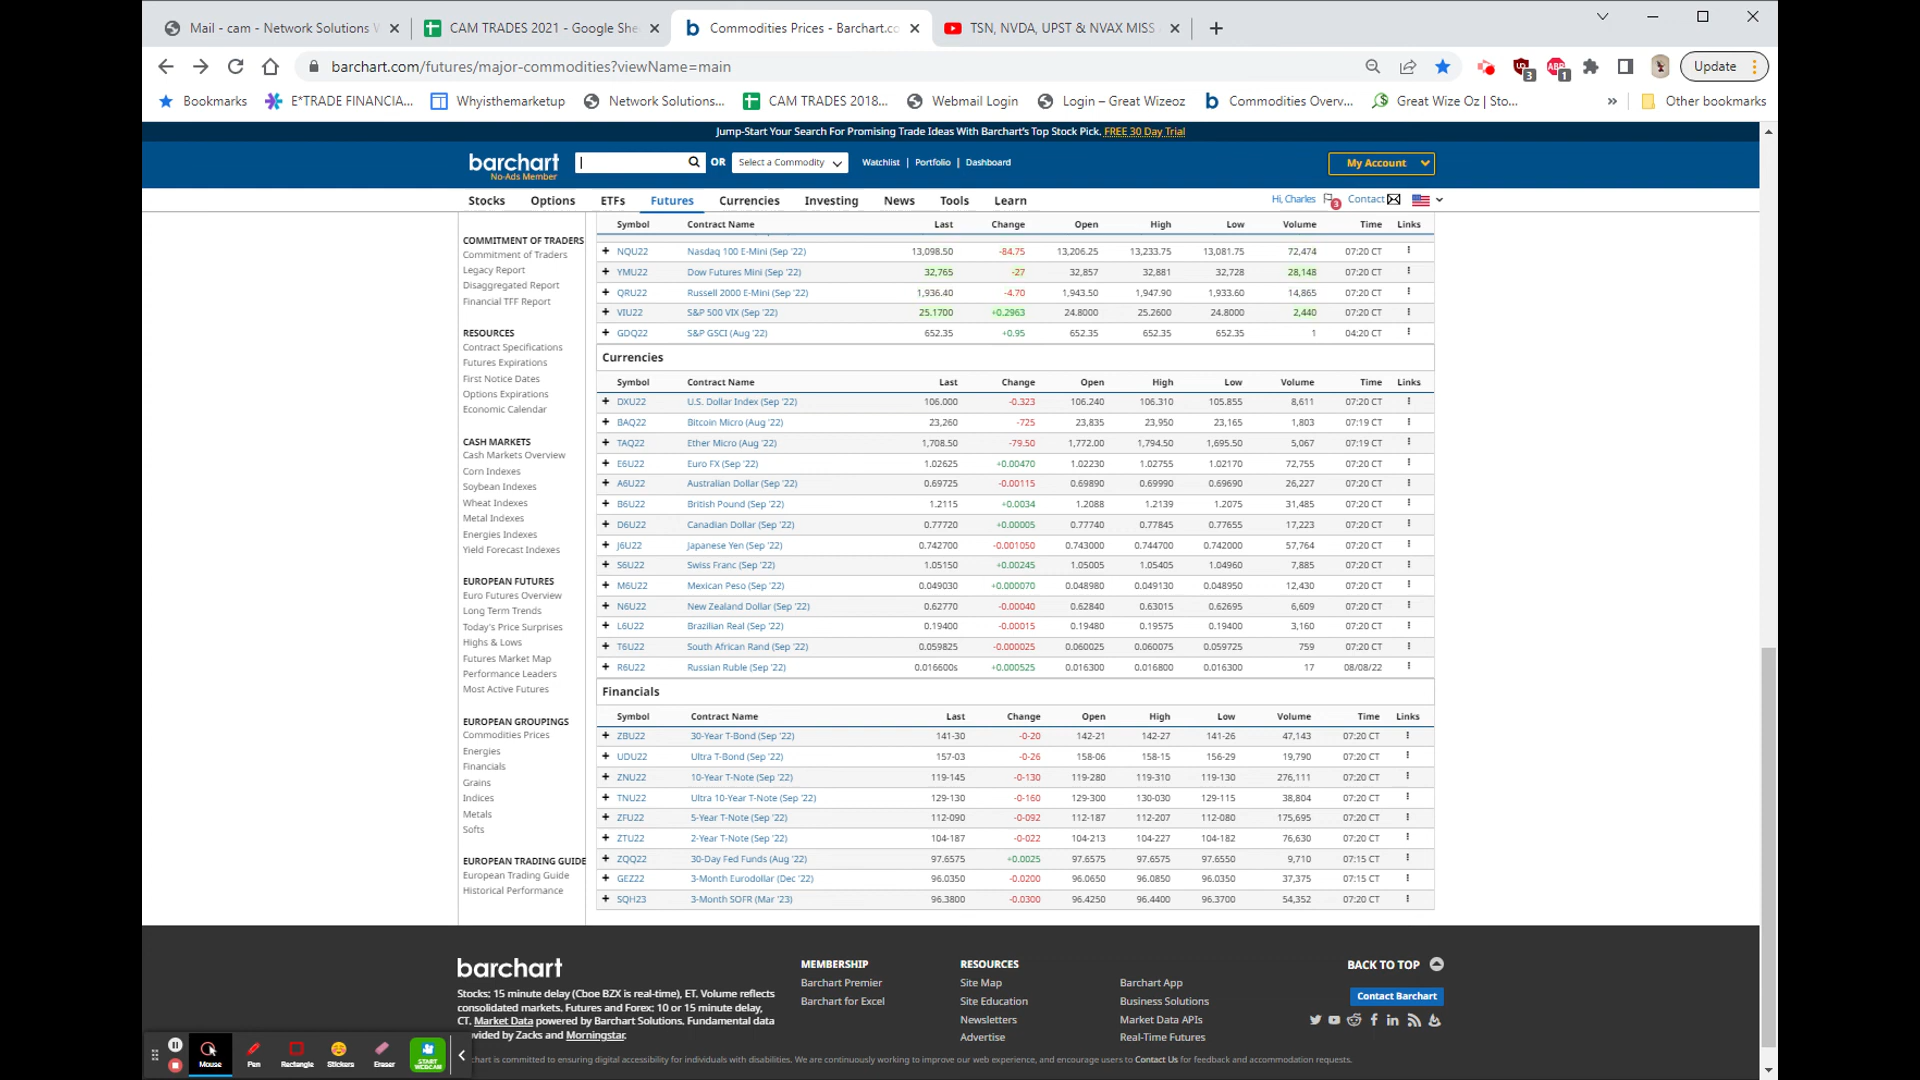 Mail - cam - Network Solutions W
CAM TRADES 2021 - Google She
Commodities Prices - Barchart.co
TSN, NVDA, UPST & NVAX MISS
barchart.com/futures/major-commodities?viewName=main
3
1
Update
Bookmarks
E*TRADE FINANCIA...
Whyisthemarketup
Network Solutions...
CAM TRADES 2018...
Webmail Login
Login – Great Wizeoz
Commodities Overv...
Great Wize Oz | Sto...
Other bookmarks
Jump-Start Your Search For Promising Trade Ideas With Barchart's Top Stock Pick. FREE 30 Day Trial
barchart
No-Ads Member
OR
Select a Commodity
Watchlist | Portfolio | Dashboard
My Account
Stocks Options ETFs Futures Currencies Investing News Tools Learn
Hi, Charles
3
Contact
COMMITMENT OF TRADERS
Commitment of Traders
Legacy Report
Disaggregated Report
Financial TFF Report
RESOURCES
Contract Specifications
Futures Expirations
First Notice Dates
Options Expirations
Economic Calendar
CASH MARKETS
Cash Markets Overview
Corn Indexes
Soybean Indexes
Wheat Indexes
Metal Indexes
Energies Indexes
Yield Forecast Indexes
EUROPEAN FUTURES
Euro Futures Overview
Long Term Trends
Today's Price Surprises
Highs & Lows
Futures Market Map
Performance Leaders
Most Active Futures
EUROPEAN GROUPINGS
Commodities Prices
Energies
Financials
Grains
Indices
Metals
Softs
EUROPEAN TRADING GUIDE
European Trading Guide
Historical Performance
Symbol Contract Name Last Change Open High Low Volume Time Links
NQU22 Nasdaq 100 E-Mini (Sep '22) 13,098.50 -84.75 13,206.25 13,233.75 13,081.75 72,474 07:20 CT
YMU22 Dow Futures Mini (Sep '22) 32,765 -27 32,857 32,881 32,728 28,148 07:20 CT
QRU22 Russell 2000 E-Mini (Sep '22) 1,936.40 -4.70 1,943.50 1,947.90 1,933.60 14,865 07:20 CT
VIU22 S&P 500 VIX (Sep '22) 25.1700 +0.2963 24.8000 25.2600 24.8000 2,440 07:20 CT
GDQ22 S&P GSCI (Aug '22) 652.35 +0.95 652.35 652.35 652.35 1 04:20 CT
Currencies
Symbol Contract Name Last Change Open High Low Volume Time Links
DXU22 U.S. Dollar Index (Sep '22) 106.000 -0.323 106.240 106.310 105.855 8,611 07:20 CT
BAQ22 Bitcoin Micro (Aug '22) 23,260 -725 23,835 23,950 23,165 1,803 07:19 CT
TAQ22 Ether Micro (Aug '22) 1,708.50 -79.50 1,772.00 1,794.50 1,695.50 5,067 07:19 CT
E6U22 Euro FX (Sep '22) 1.02625 +0.00470 1.02230 1.02755 1.02170 72,755 07:20 CT
A6U22 Australian Dollar (Sep '22) 0.69725 -0.00115 0.69890 0.69990 0.69690 26,227 07:20 CT
B6U22 British Pound (Sep '22) 1.2115 +0.0034 1.2088 1.2139 1.2075 31,485 07:20 CT
D6U22 Canadian Dollar (Sep '22) 0.77720 +0.00005 0.77740 0.77845 0.77655 17,223 07:20 CT
J6U22 Japanese Yen (Sep '22) 0.742700 -0.001050 0.743000 0.744700 0.742000 57,764 07:20 CT
S6U22 Swiss Franc (Sep '22) 1.05150 +0.00245 1.05005 1.05405 1.04960 7,885 07:20 CT
M6U22 Mexican Peso (Sep '22) 0.049030 +0.000070 0.048980 0.049130 0.048950 12,430 07:20 CT
N6U22 New Zealand Dollar (Sep '22) 0.62770 -0.00040 0.62840 0.63015 0.62695 6,609 07:20 CT
L6U22 Brazilian Real (Sep '22) 0.19400 -0.00015 0.19480 0.19575 0.19400 3,160 07:20 CT
T6U22 South African Rand (Sep '22) 0.059825 -0.000025 0.060025 0.060075 0.059725 759 07:20 CT
R6U22 Russian Ruble (Sep '22) 0.016600s +0.000525 0.016300 0.016800 0.016300 17 08/08/22
Financials
Symbol Contract Name Last Change Open High Low Volume Time Links
ZBU22 30-Year T-Bond (Sep '22) 141-30 -0-20 142-21 142-27 141-26 47,143 07:20 CT
UDU22 Ultra T-Bond (Sep '22) 157-03 -0-26 158-06 158-15 156-29 19,790 07:20 CT
ZNU22 10-Year T-Note (Sep '22) 119-145 -0-130 119-280 119-310 119-130 276,111 07:20 CT
TNU22 Ultra 10-Year T-Note (Sep '22) 129-130 -0-160 129-300 130-030 129-115 38,804 07:20 CT
ZFU22 5-Year T-Note (Sep '22) 112-090 -0-092 112-187 112-207 112-080 175,695 07:20 CT
ZTU22 2-Year T-Note (Sep '22) 104-187 -0-022 104-213 104-227 104-182 76,630 07:20 CT
ZQQ22 30-Day Fed Funds (Aug '22) 97.6575 +0.0025 97.6575 97.6575 97.6550 9,710 07:15 CT
GEZ22 3-Month Eurodollar (Dec '22) 96.0350 -0.0200 96.0650 96.0850 96.0350 37,375 07:15 CT
SQH23 3-Month SOFR (Mar '23) 96.3800 -0.0300 96.4250 96.4400 96.3700 54,352 07:20 CT
barchart
Stocks: 15 minute delay (Cboe BZX is real-time), ET. Volume reflects
consolidated markets. Futures and Forex: 10 or 15 minute delay,
CT. Market Data powered by Barchart Solutions. Fundamental data
ovided by Zacks and Morningstar.
MEMBERSHIP
Barchart Premier
Barchart for Excel
RESOURCES
Site Map
Site Education
Newsletters
Advertise
Barchart App
Business Solutions
Market Data APIs
Real-Time Futures
BACK TO TOP
Contact Barchart
chart is committed to ensuring digital accessibility for individuals with disabilities. We are continuously working to improve our web experience, and encourage users to Contact Us for feedback and accommodation requests.
Mouse
Pen
Rectangle
Stickers
Eraser
START WEBCAM